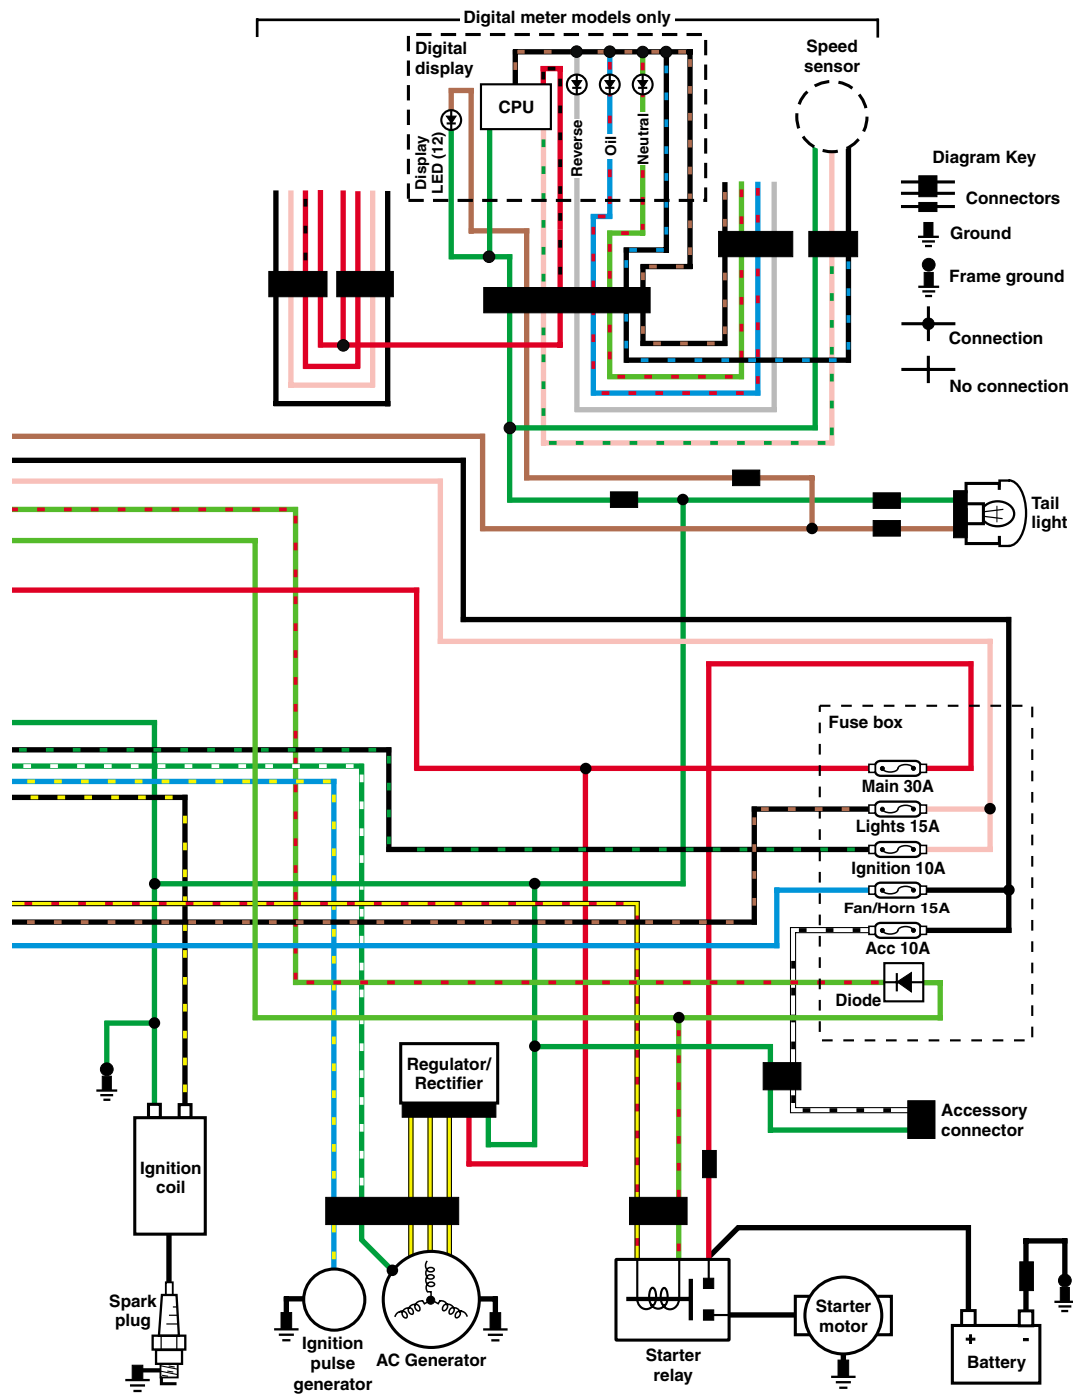 Digital meter models only
Digital
display
Speed
sensor
CPU
Display
LED (12)
Reverse
Oil
Neutral
Diagram Key
Connectors
Ground
Frame ground
Connection
No connection
Tail
light
Fuse box
Main 30A
Lights 15A
Ignition 10A
Fan/Horn 15A
Acc 10A
Diode
Regulator/
Rectifier
Accessory
connector
Ignition
coil
Spark
plug
Ignition
pulse
generator
AC Generator
Starter
relay
Starter
motor
+
-
Battery